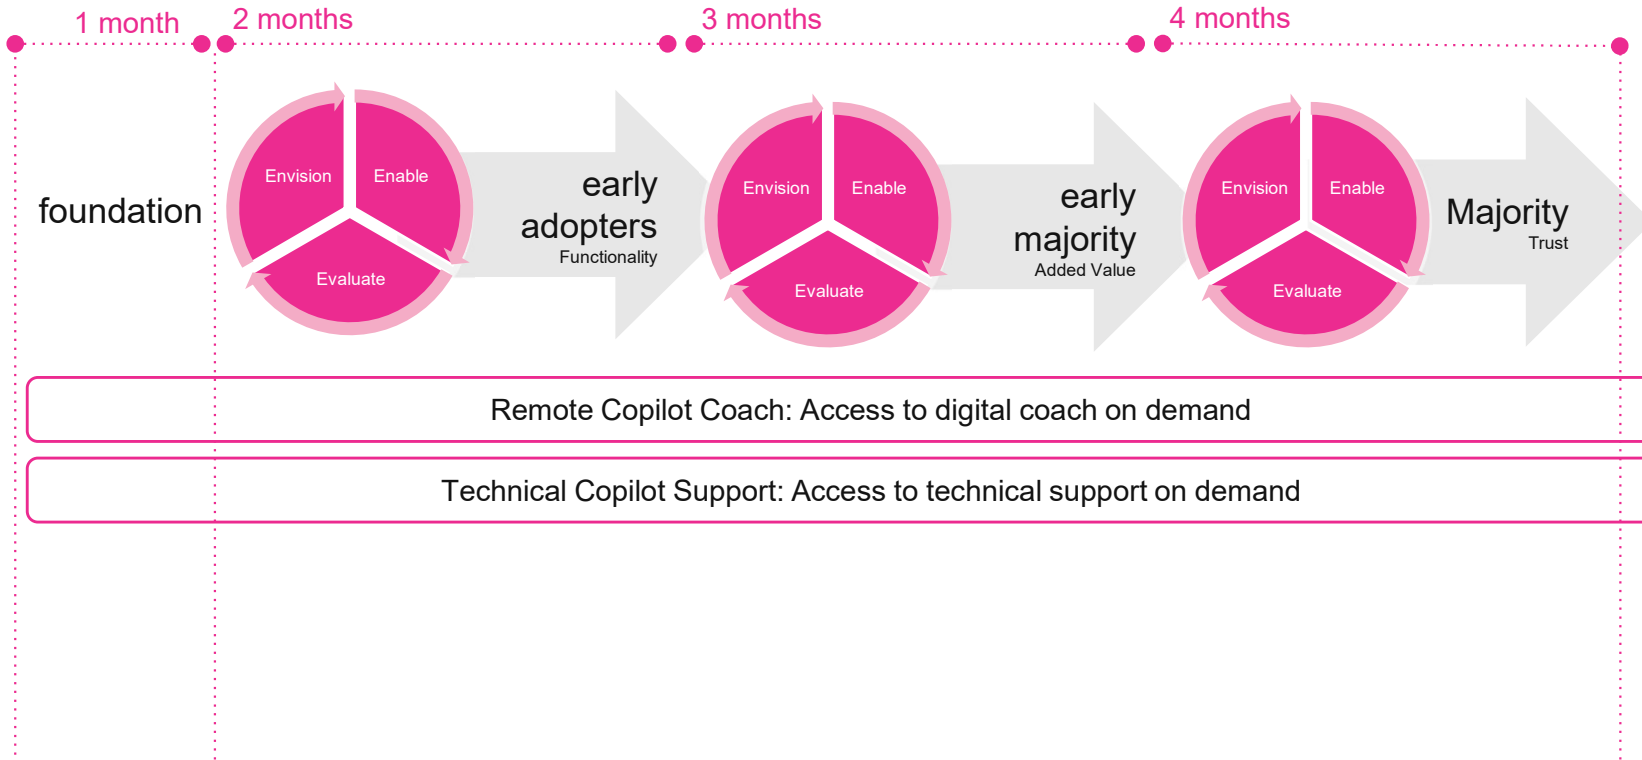 1 month
2 months
3 months
4 months
foundation
Envision
Enable
Evaluate
early
adopters
Functionality
Envision
Enable
Evaluate
early
majority
Added Value
Envision
Enable
Evaluate
Majority
Trust
Remote Copilot Coach: Access to digital coach on demand
Technical Copilot Support: Access to technical support on demand